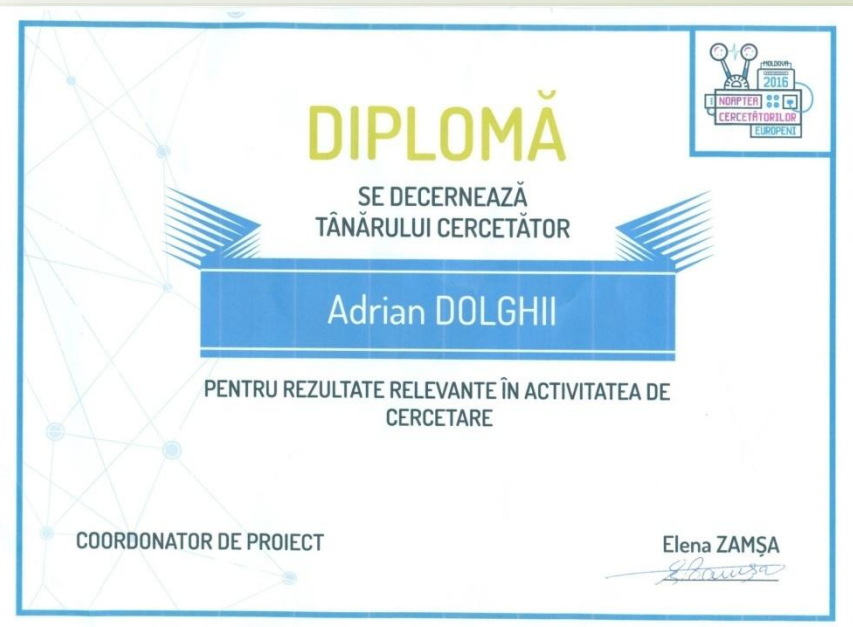 MOLDOVA
2016
NOAPTEA
CERCETĂTORILOR
EUROPENI
DIPLOMĂ
SE DECERNEAZĂ
TÂNĂRULUI CERCETĂTOR
Adrian DOLGHII
PENTRU REZULTATE RELEVANTE ÎN ACTIVITATEA DE
CERCETARE
COORDONATOR DE PROIECT
Elena ZAMȘA